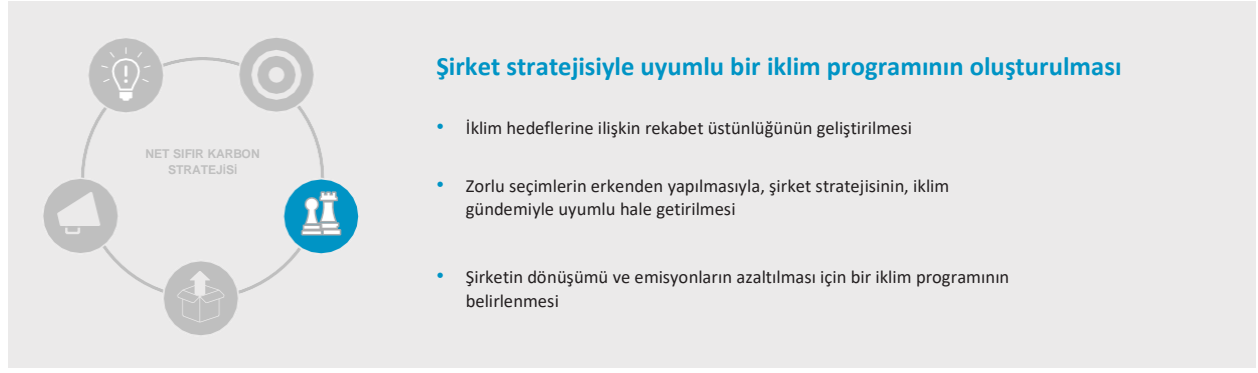 NET SIFIR KARBON
STRATEJİSİ
Şirket stratejisiyle uyumlu bir iklim programının oluşturulması
• İklim hedeflerine ilişkin rekabet üstünlüğünün geliştirilmesi
• Zorlu seçimlerin erkenden yapılmasıyla, şirket stratejisinin, iklim
gündemiyle uyumlu hale getirilmesi
• Şirketin dönüşümü ve emisyonların azaltılması için bir iklim programının
belirlenmesi